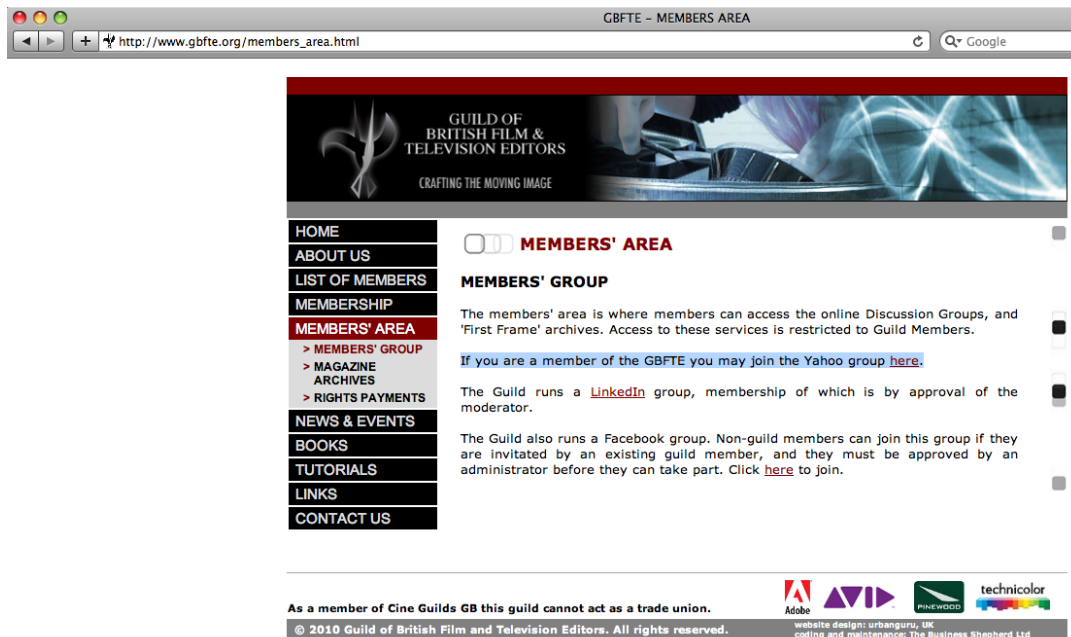 GBFTE – MEMBERS AREA
http://www.gbfte.org/members_area.html
Google
GUILD OF
BRITISH FILM &
TELEVISION EDITORS
CRAFTING THE MOVING IMAGE
HOME
ABOUT US
LIST OF MEMBERS
MEMBERSHIP
MEMBERS' AREA
> MEMBERS' GROUP
> MAGAZINE
ARCHIVES
> RIGHTS PAYMENTS
NEWS & EVENTS
BOOKS
TUTORIALS
LINKS
CONTACT US
MEMBERS' AREA
MEMBERS' GROUP
The members' area is where members can access the online Discussion Groups, and
'First Frame' archives. Access to these services is restricted to Guild Members.
If you are a member of the GBFTE you may join the Yahoo group here.
The Guild runs a LinkedIn group, membership of which is by approval of the
moderator.
The Guild also runs a Facebook group. Non-guild members can join this group if they
are invitated by an existing guild member, and they must be approved by an
administrator before they can take part. Click here to join.
As a member of Cine Guilds GB this guild cannot act as a trade union.
Adobe
AVID
PINEWOOD
technicolor
© 2010 Guild of British Film and Television Editors. All rights reserved.
website design: urbanguru, UK
coding and maintenance: The Business Shepherd Ltd